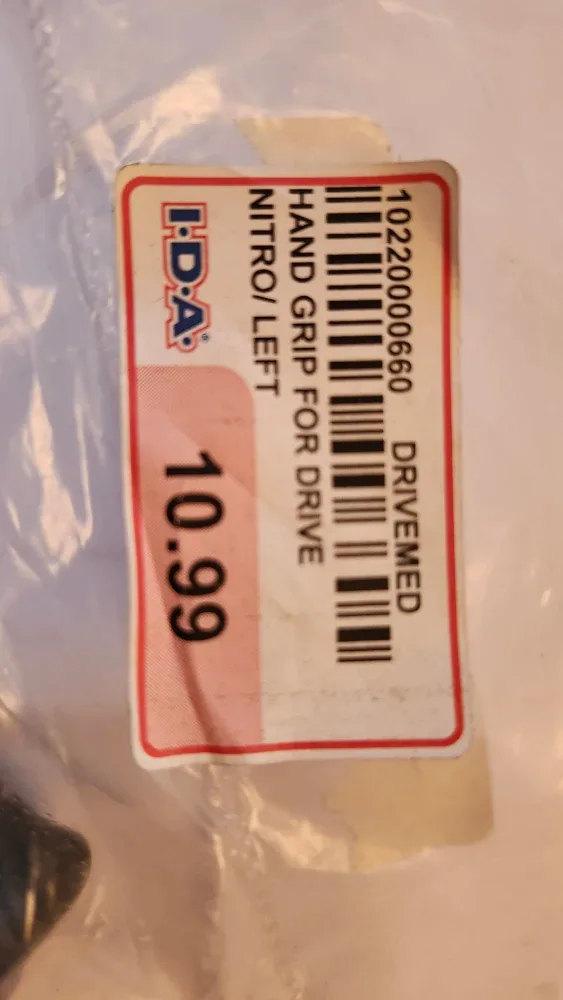 10220000660 DRIVEMED
HAND GRIP FOR DRIVE
NITRO/ LEFT
I·D·A®
10.99